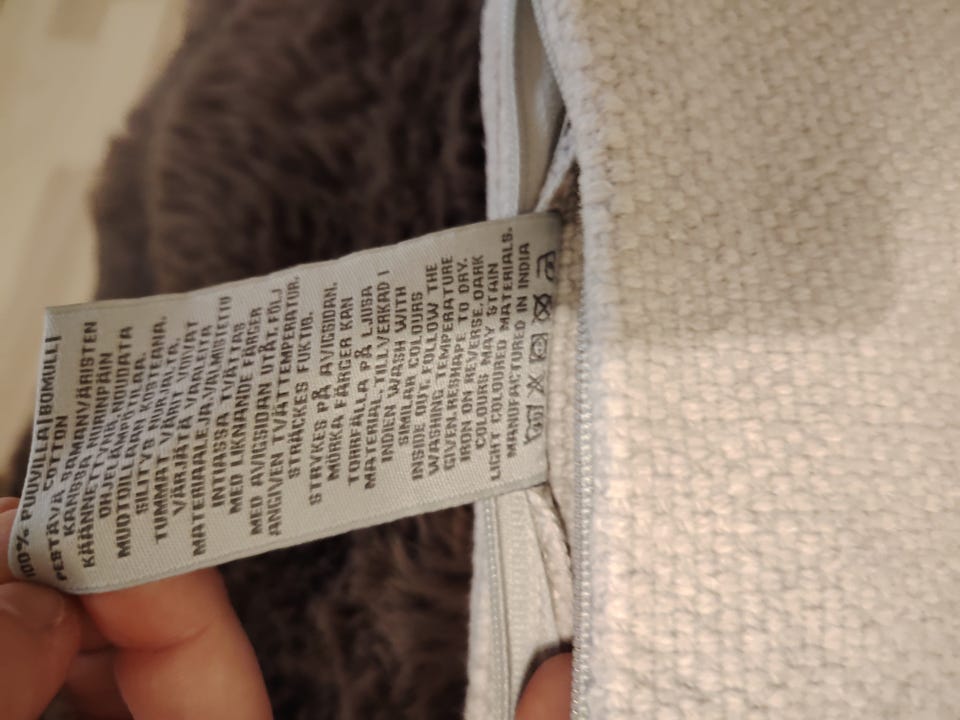 100% PUUVILLA|BOMULL|
COTTON
PESTÄVÄ SAMANVÄRISTEN
KANSSA NURINPÄIN
KÄÄNNETTYNÄ. NOUDATA
OHJELÄMPÖTILAA.
MUOTOILLAAN KOSTEANA.
SILITYS NURJALTA.
TUMMAT VÄRIT VOIVAT
VÄRJÄTÄ VAALEITA
MATERIAALEJA.VALMISTETTU
INTIASSA TVÄTTAS
MED LIKNANDE FÄRGER
MED AVIGSIDAN UTÅT. FÖLJ
ANGIVEN TVÄTTEMPERATUR.
STRÄCKES FUKTIG.
STRYKES PÅ AVIGSIDAN.
MÖRKA FÄRGER KAN
TORFÄLLA PÅ LJUSA
MATERIAL. TILLVERKAD I
INDIEN WASH WITH
SIMILAR COLOURS
INSIDE OUT. FOLLOW THE
WASHING TEMPERATURE
GIVEN.RESHAPE TO DRY.
IRON ON REVERSE.DARK
COLOURS MAY STAIN
LIGHT COLOURED MATERIALS.
MANUFACTURED IN INDIA